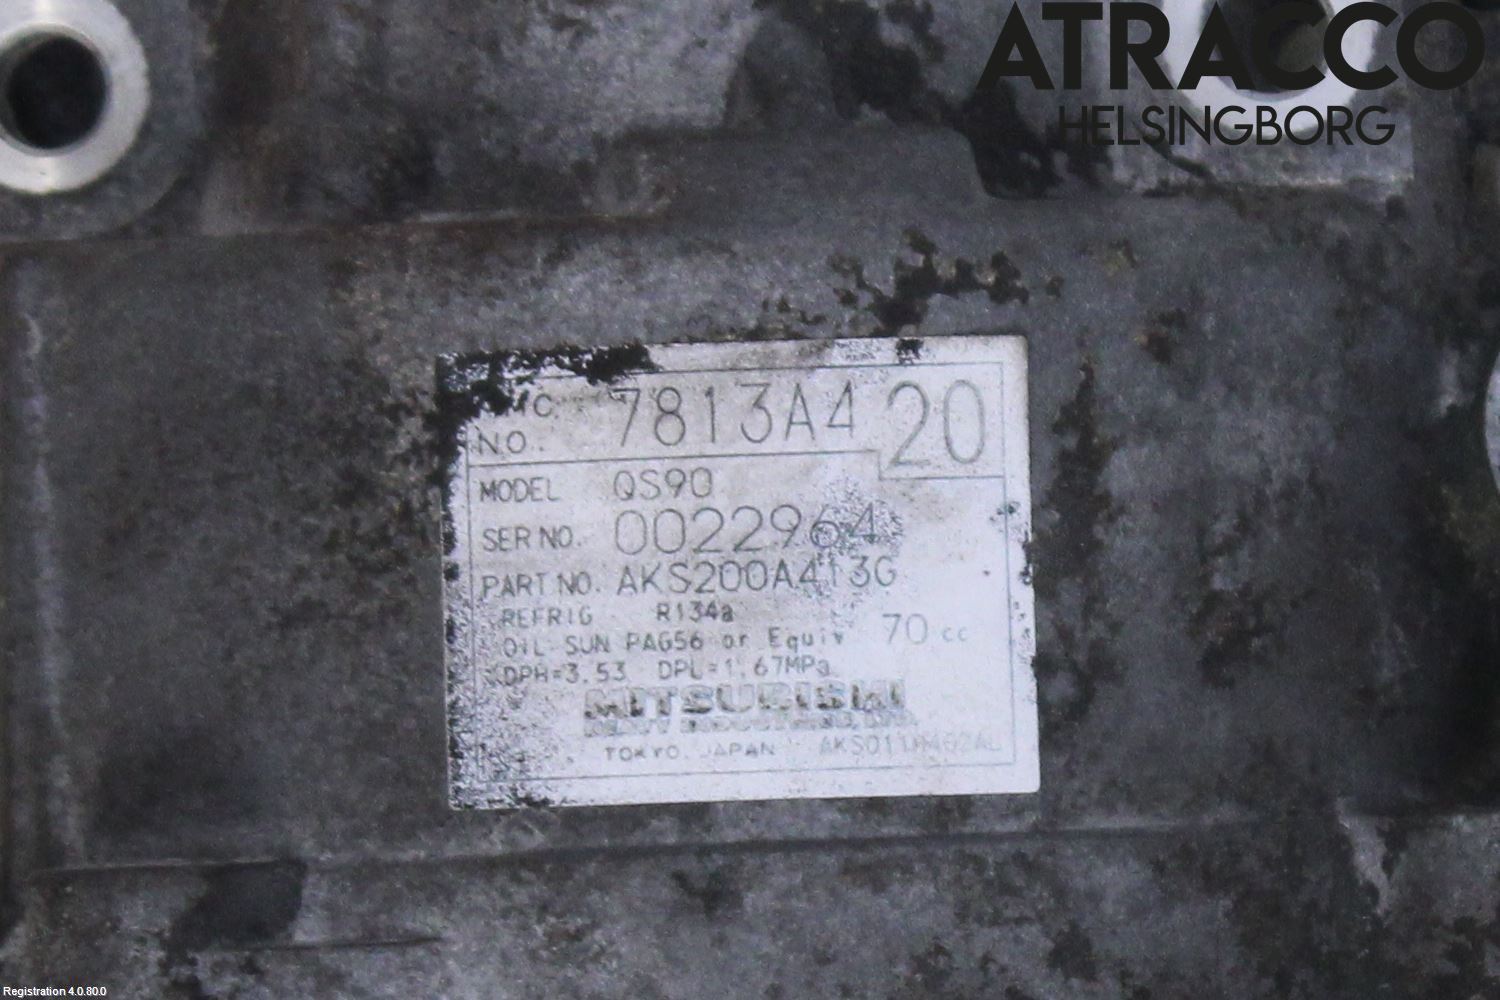 ATRACCO
HELSINGBORG
NO. 7813A4 20
MODEL QS90
SER NO. 0022964
PART NO. AKS200A413G
REFRIG R134a
OIL SUN PAG56 or Equiv 70 cc
DPH=3.53 DPL=1.67MPa
MITSUBISHI
TOKYO JAPAN
Registration 4.0.80.0